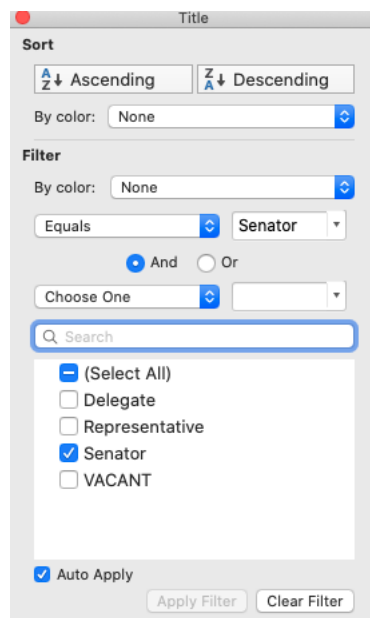 Title
Sort
A Z Ascending Z A Descending
By color: None
Filter
By color: None
Equals Senator
And Or
Choose One
Search
(Select All)
Delegate
Representative
Senator
VACANT
Auto Apply
Apply Filter Clear Filter